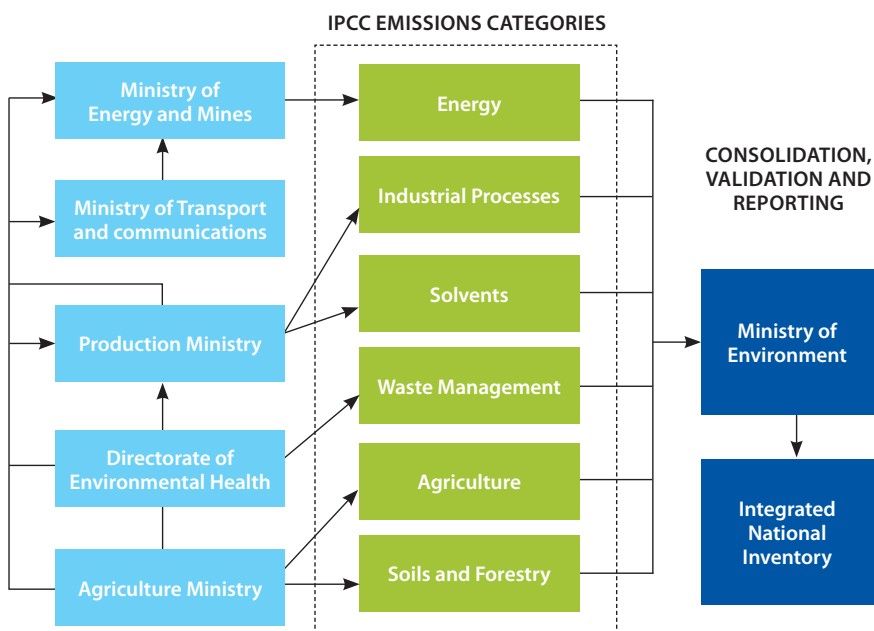 IPCC EMISSIONS CATEGORIES
Ministry of
Energy and Mines
Ministry of Transport
and communications
Production Ministry
Directorate of
Environmental Health
Agriculture Ministry
Energy
Industrial Processes
Solvents
Waste Management
Agriculture
Soils and Forestry
CONSOLIDATION,
VALIDATION AND
REPORTING
Ministry of
Environment
Integrated
National
Inventory